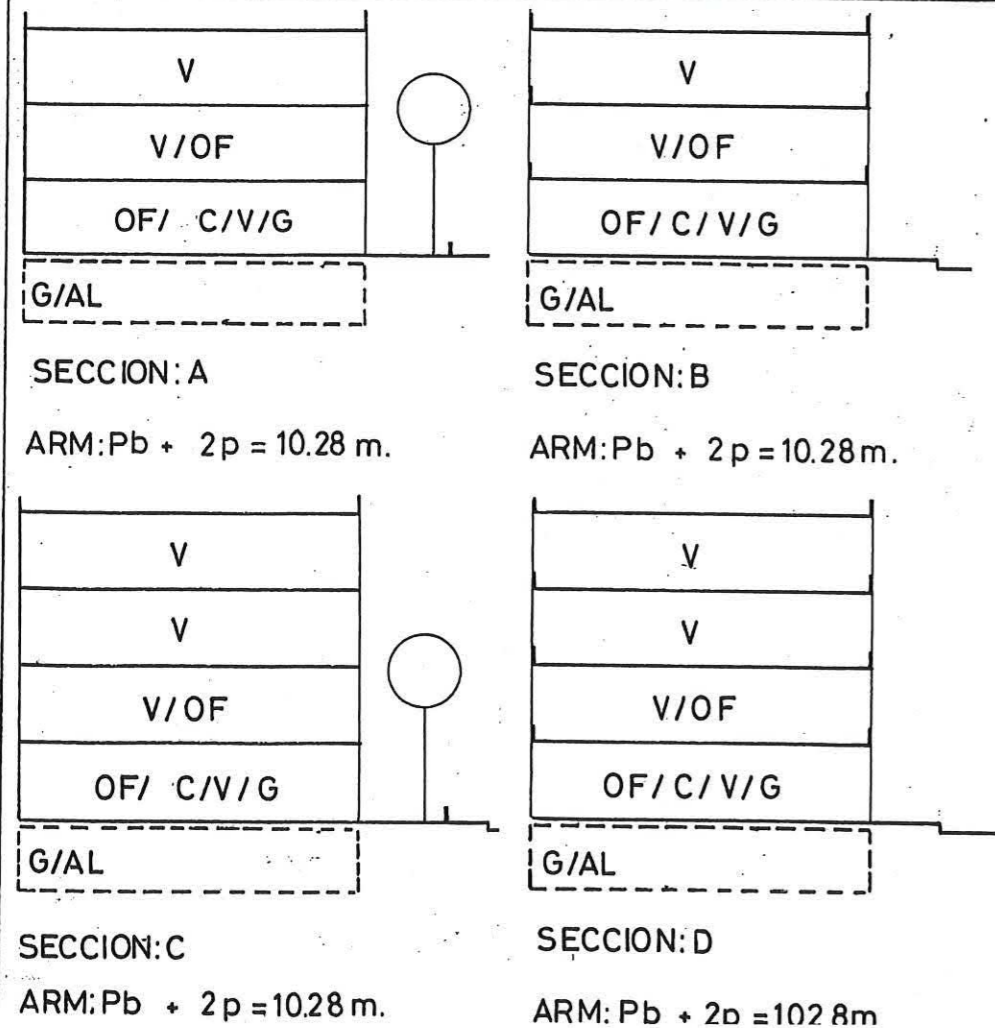 V
V/OF
OF/ C/V/G
G/AL
SECCION: A
ARM: Pb + 2p = 10.28 m.
V
V/OF
OF/ C/ V/G
G/AL
SECCION: B
ARM: Pb + 2p = 10.28 m.
V
V
V/OF
OF/ C/V/G
G/AL
SECCION: C
ARM: Pb + 2p = 10.28 m.
V
V
V/OF
OF/ C/ V/G
G/AL
SECCION: D
ARM: Pb + 2p = 102.8m